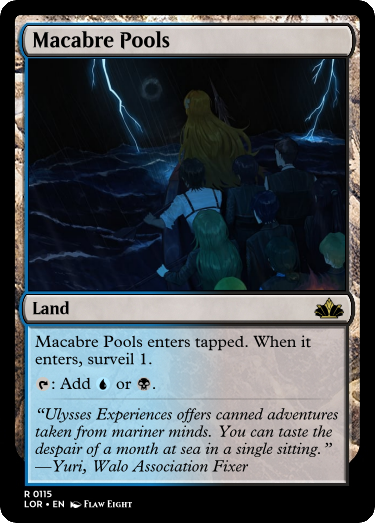 Macabre Pools
Land
Macabre Pools enters tapped. When it
enters, surveil 1.
: Add or .
“Ulysses Experiences offers canned adventures
taken from mariner minds. You can taste the
despair of a month at sea in a single sitting.”
—Yuri, Walo Association Fixer
R 0115
LOR • EN Flaw Eight